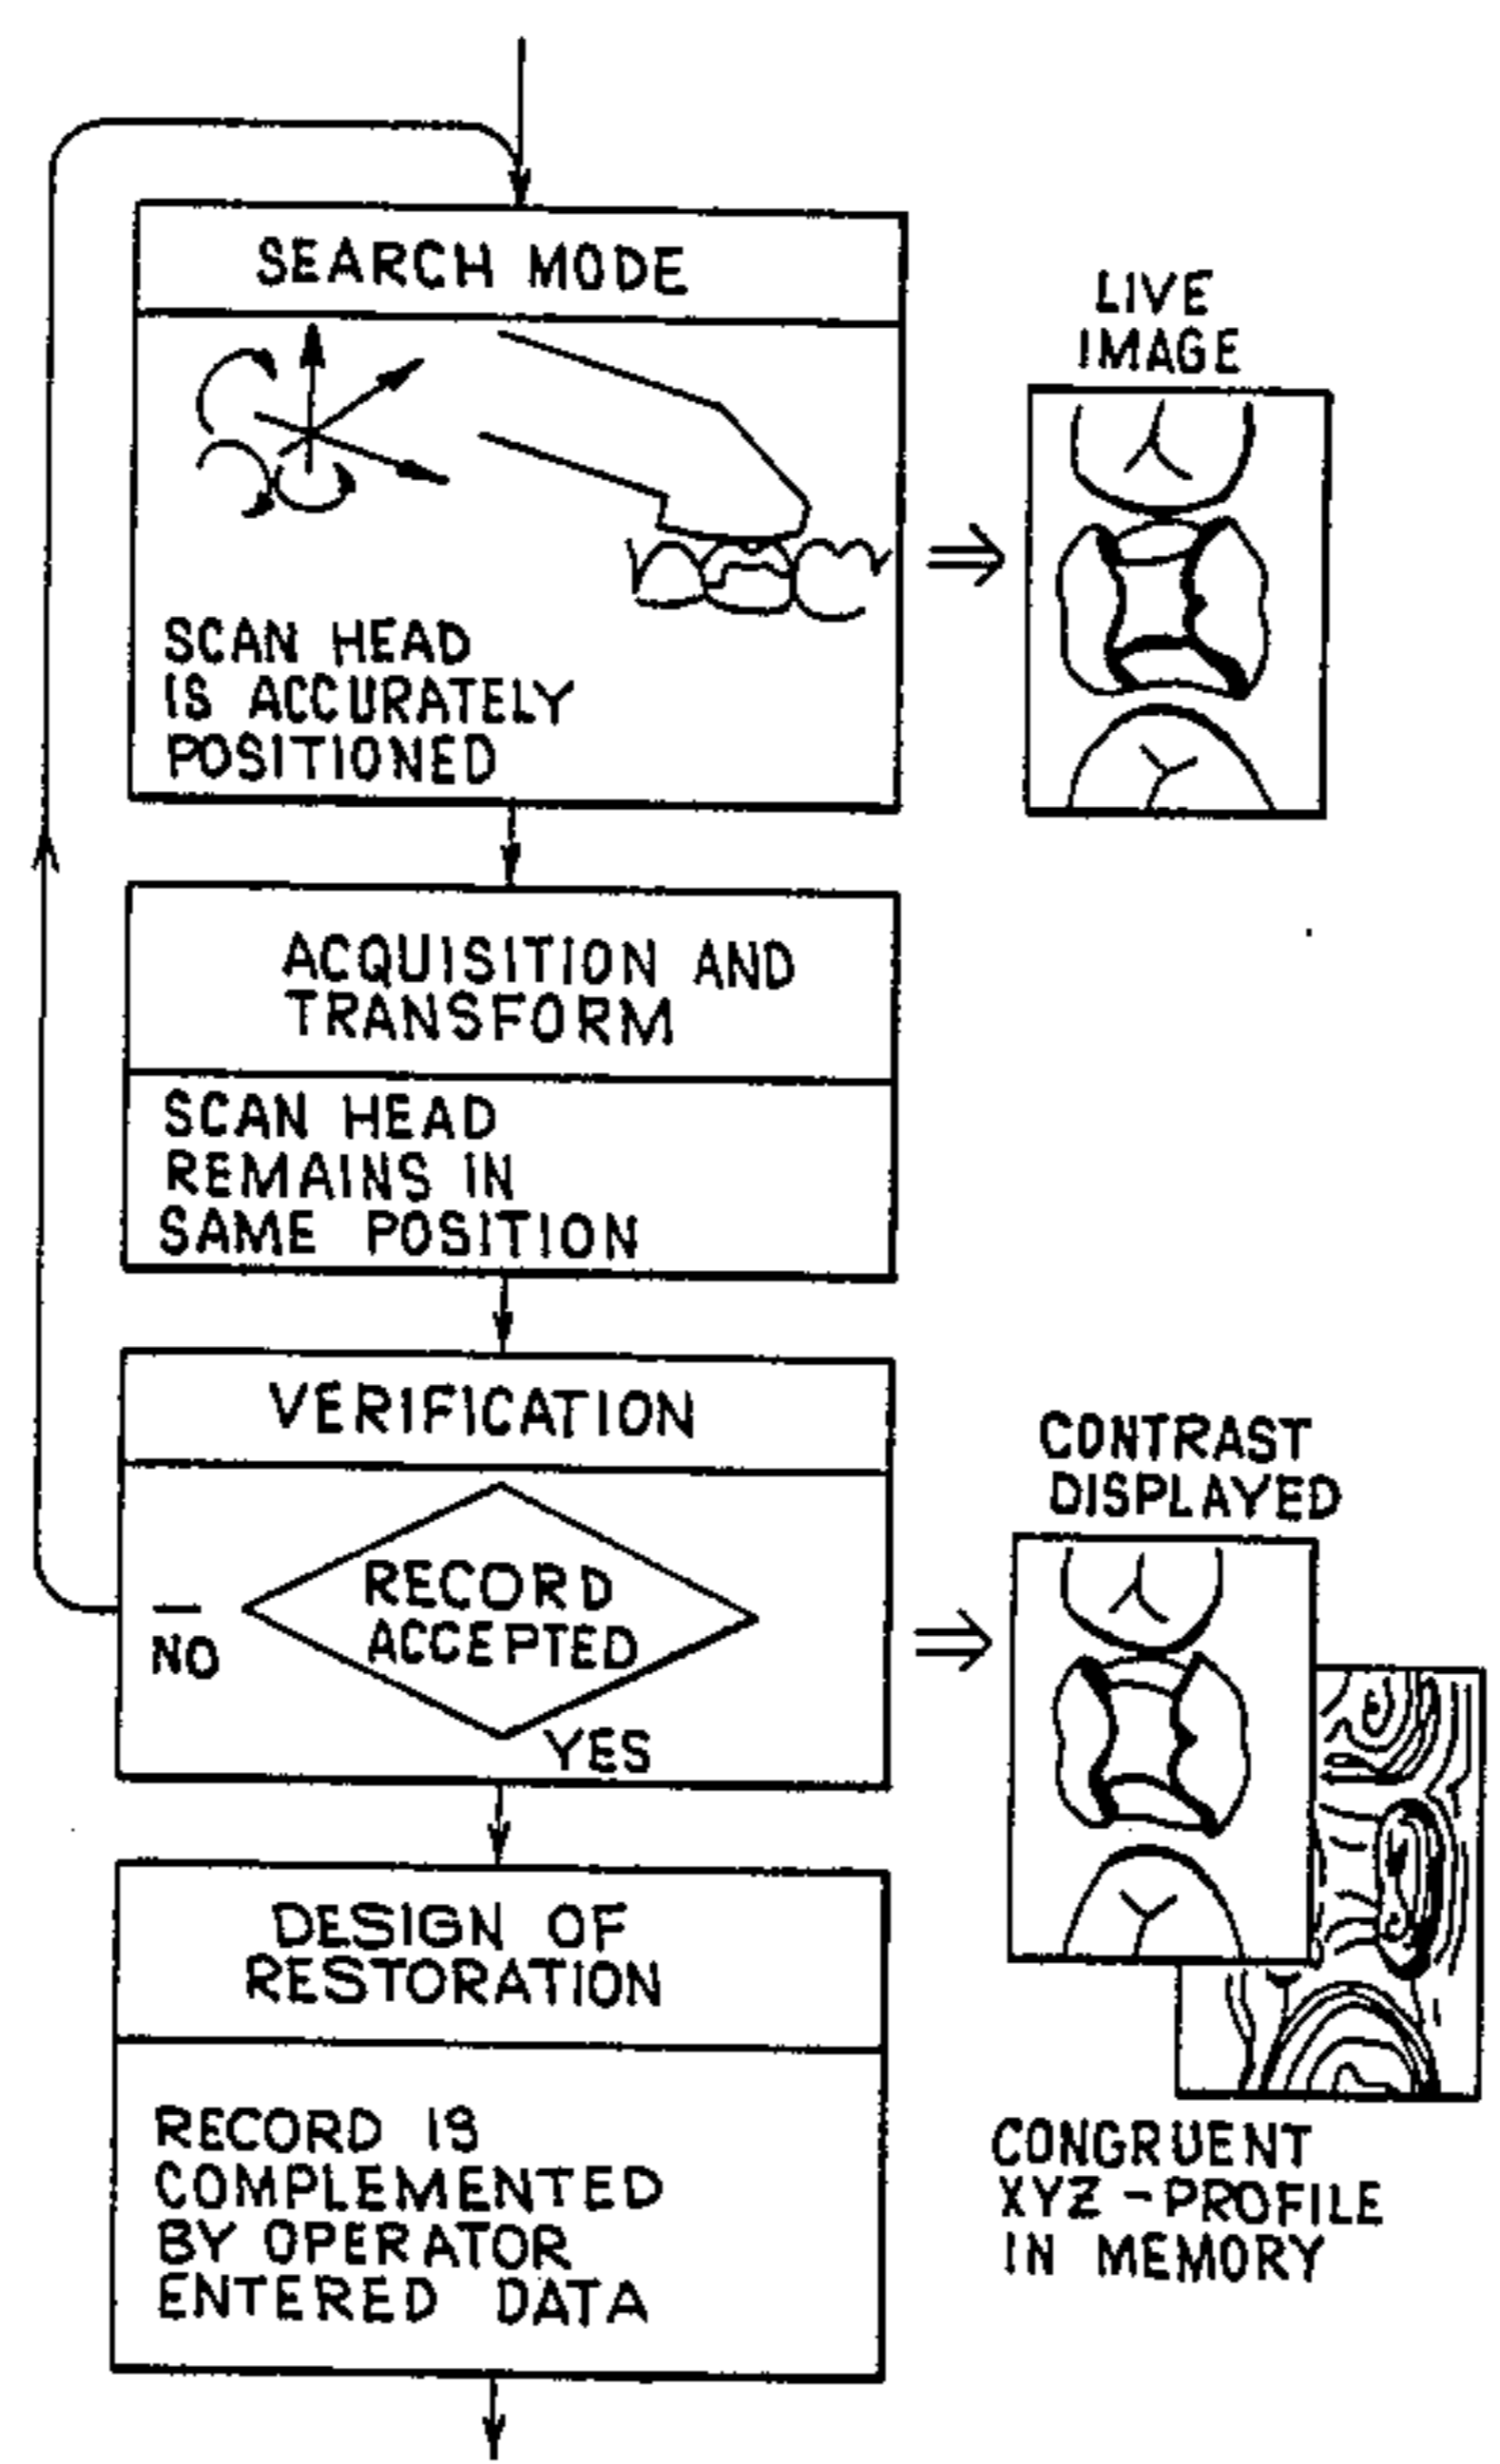 SEARCH MODE
SCAN HEAD
IS ACCURATELY
POSITIONED
LIVE
IMAGE
ACQUISITION AND
TRANSFORM
SCAN HEAD
REMAINS IN
SAME POSITION
VERIFICATION
RECORD
ACCEPTED
NO
YES
CONTRAST
DISPLAYED
CONGRUENT
XYZ-PROFILE
IN MEMORY
DESIGN OF
RESTORATION
RECORD IS
COMPLEMENTED
BY OPERATOR
ENTERED DATA